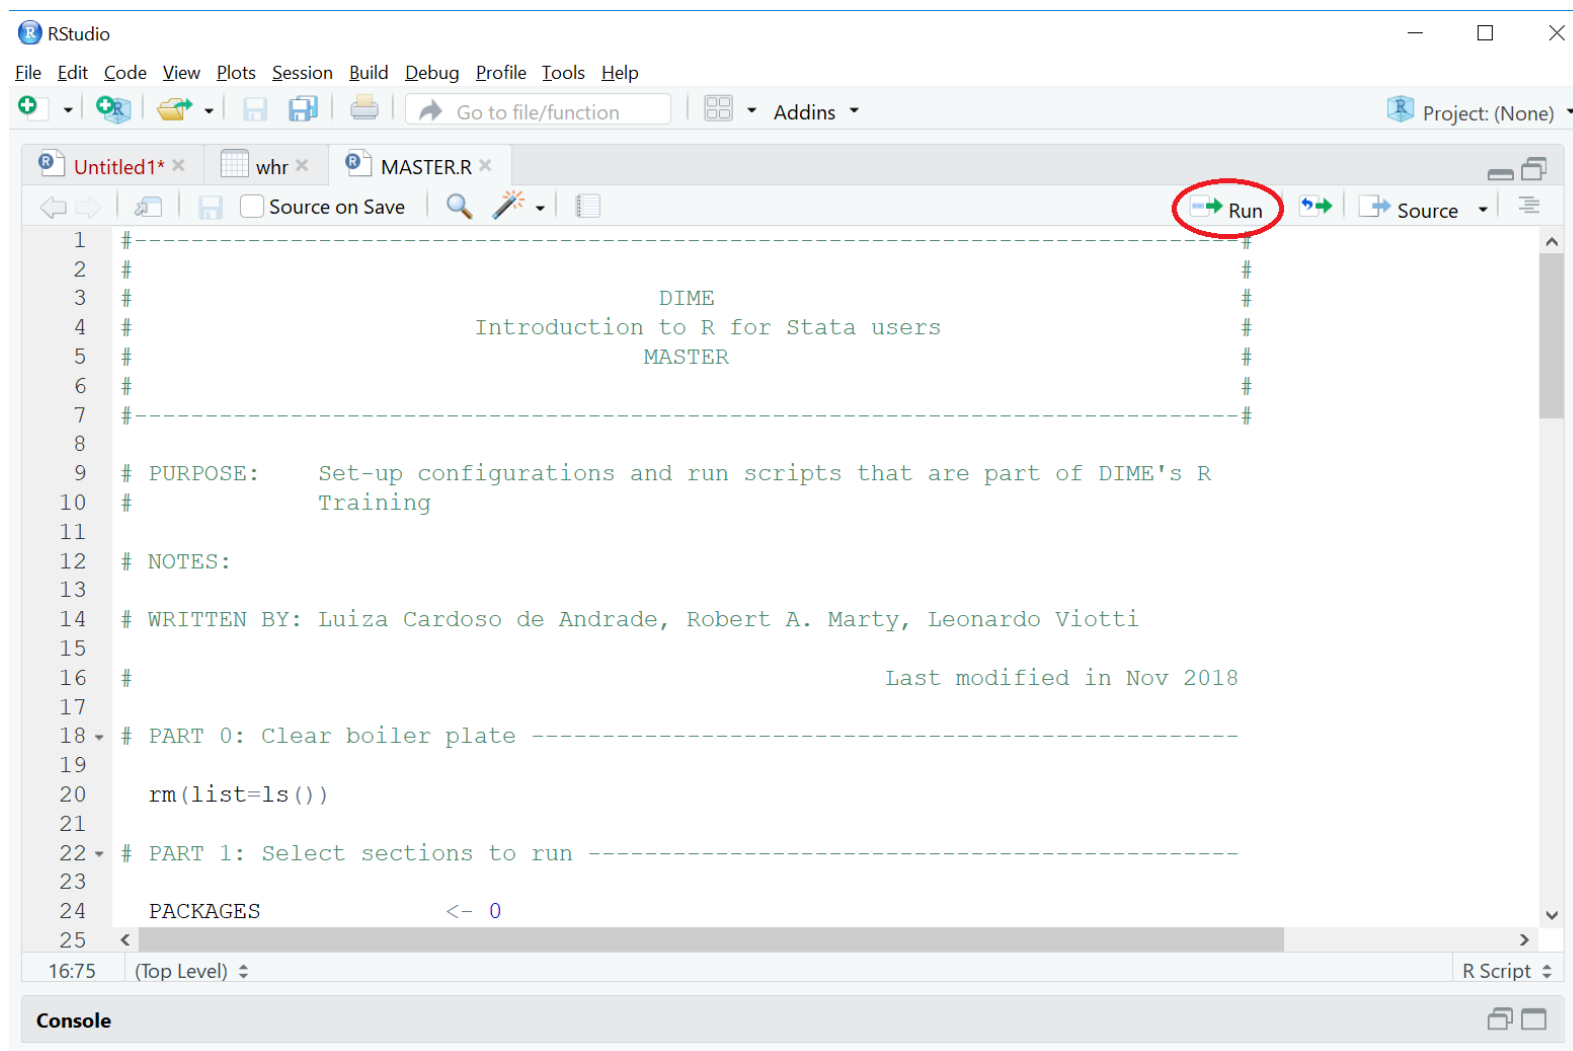 RStudio
File Edit Code View Plots Session Build Debug Profile Tools Help
Go to file/function Addins Project: (None)
Untitled1* whr MASTER.R
Source on Save Run Source
1 #------------------------------------------------------------------------------#
2 # #
3 # DIME #
4 # Introduction to R for Stata users #
5 # MASTER #
6 # #
7 #------------------------------------------------------------------------------#
8
9 # PURPOSE: Set-up configurations and run scripts that are part of DIME's R
10 # Training
11
12 # NOTES:
13
14 # WRITTEN BY: Luiza Cardoso de Andrade, Robert A. Marty, Leonardo Viotti
15
16 # Last modified in Nov 2018
17
18 # PART 0: Clear boiler plate --------------------------------------------------
19
20 rm(list=ls())
21
22 # PART 1: Select sections to run ----------------------------------------------
23
24 PACKAGES <- 0
25
16:75 (Top Level) R Script
Console